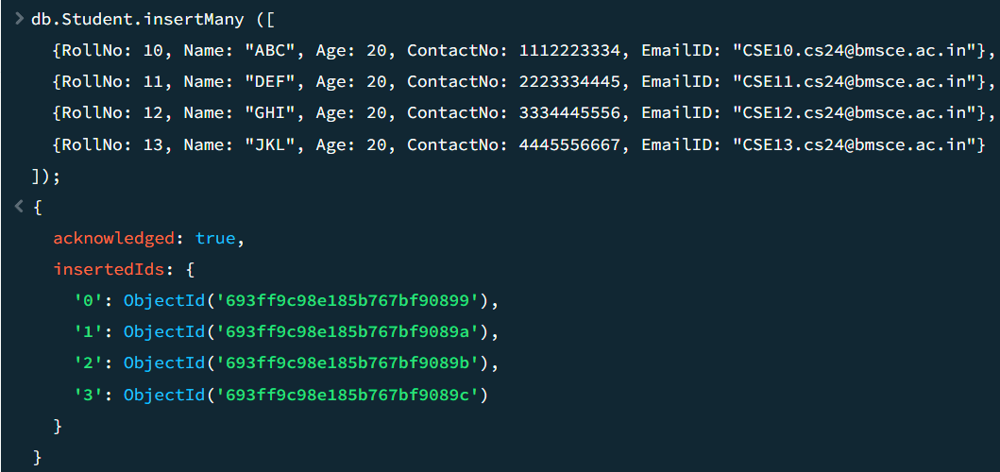 > db.Student.insertMany ([
{RollNo: 10, Name: "ABC", Age: 20, ContactNo: 1112223334, EmailID: "CSE10.cs24@bmsce.ac.in"},
{RollNo: 11, Name: "DEF", Age: 20, ContactNo: 2223334445, EmailID: "CSE11.cs24@bmsce.ac.in"},
{RollNo: 12, Name: "GHI", Age: 20, ContactNo: 3334445556, EmailID: "CSE12.cs24@bmsce.ac.in"},
{RollNo: 13, Name: "JKL", Age: 20, ContactNo: 4445556667, EmailID: "CSE13.cs24@bmsce.ac.in"}
]);
< {
acknowledged: true,
insertedIds: {
'0': ObjectId('693ff9c98e185b767bf90899'),
'1': ObjectId('693ff9c98e185b767bf9089a'),
'2': ObjectId('693ff9c98e185b767bf9089b'),
'3': ObjectId('693ff9c98e185b767bf9089c')
}
}